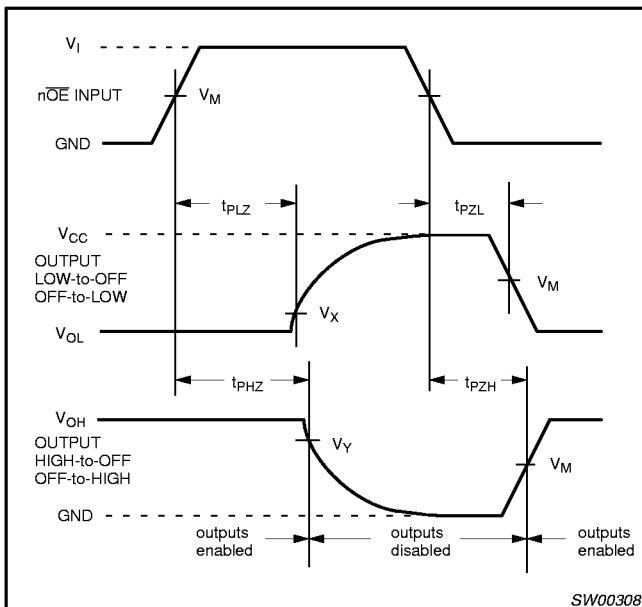 V_I
nO̅E̅ INPUT
V_M
GND
t_PLZ
t_PZL
V_CC
OUTPUT
LOW-to-OFF
OFF-to-LOW
V_M
V_X
V_OL
t_PHZ
t_PZH
V_OH
OUTPUT
HIGH-to-OFF
OFF-to-HIGH
V_Y
V_M
GND
outputs
enabled
outputs
disabled
outputs
enabled
SW00308